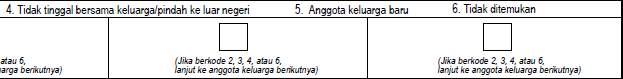 4. Tidak tinggal bersama keluarga/pindah ke luar negeri 5. Anggota keluarga baru 6. Tidak ditemukan
atau 6, (Jika berkode 2, 3, 4, atau 6, (Jika berkode 2, 3, 4, atau 6,
arga berikutnya) lanjut ke anggota keluarga berikutnya) lanjut ke anggota keluarga berikutnya)